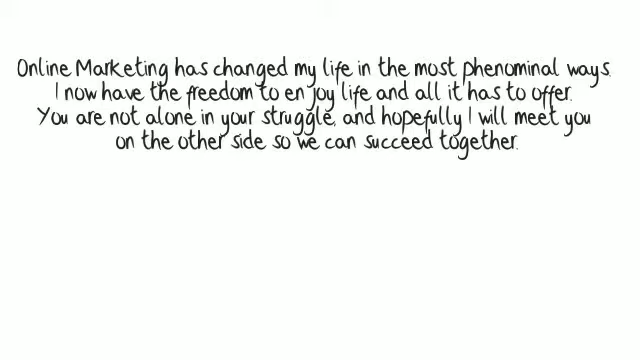 Online Marketing has changed my life in the most phenominal ways.
I now have the freedom to enjoy life and all it has to offer.
You are not alone in your struggle, and hopefully I will meet you
on the other side so we can succeed together.